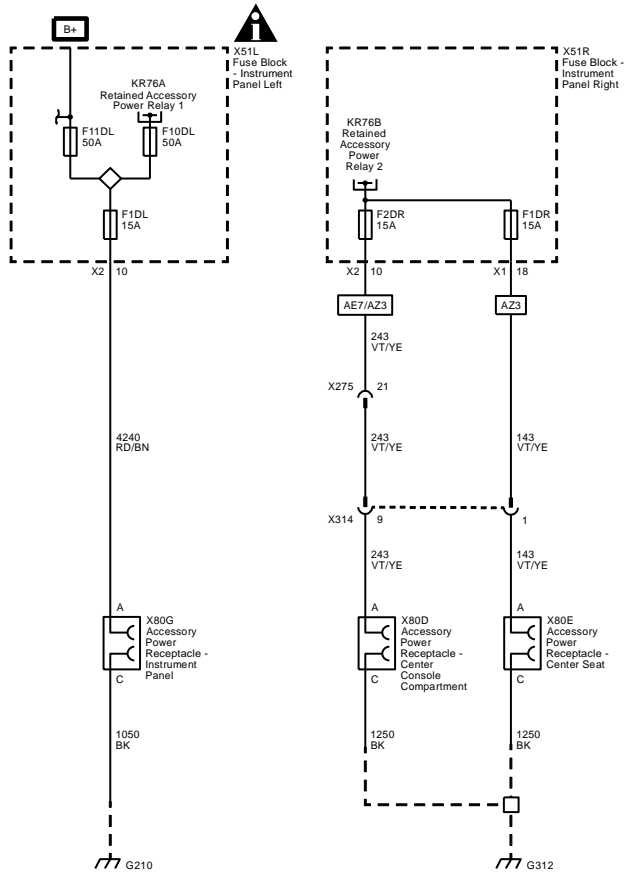 B+
i
X51L
Fuse Block
- Instrument
Panel Left
KR76A
Retained Accessory
Power Relay 1
F11DL
50A
F10DL
50A
F1DL
15A
X2 10
4240
RD/BN
A
X80G
Accessory
Power
Receptacle -
Instrument
Panel
C
1050
BK
G210
X51R
Fuse Block -
Instrument
Panel Right
KR76B
Retained
Accessory
Power
Relay 2
F2DR
15A
F1DR
15A
X2 10
X1 18
AE7/AZ3
AZ3
243
VT/YE
X275 21
243
VT/YE
143
VT/YE
X314 9
1
243
VT/YE
143
VT/YE
A
X80D
Accessory
Power
Receptacle -
Center
Console
Compartment
C
A
X80E
Accessory
Power
Receptacle -
Center Seat
C
1250
BK
1250
BK
G312